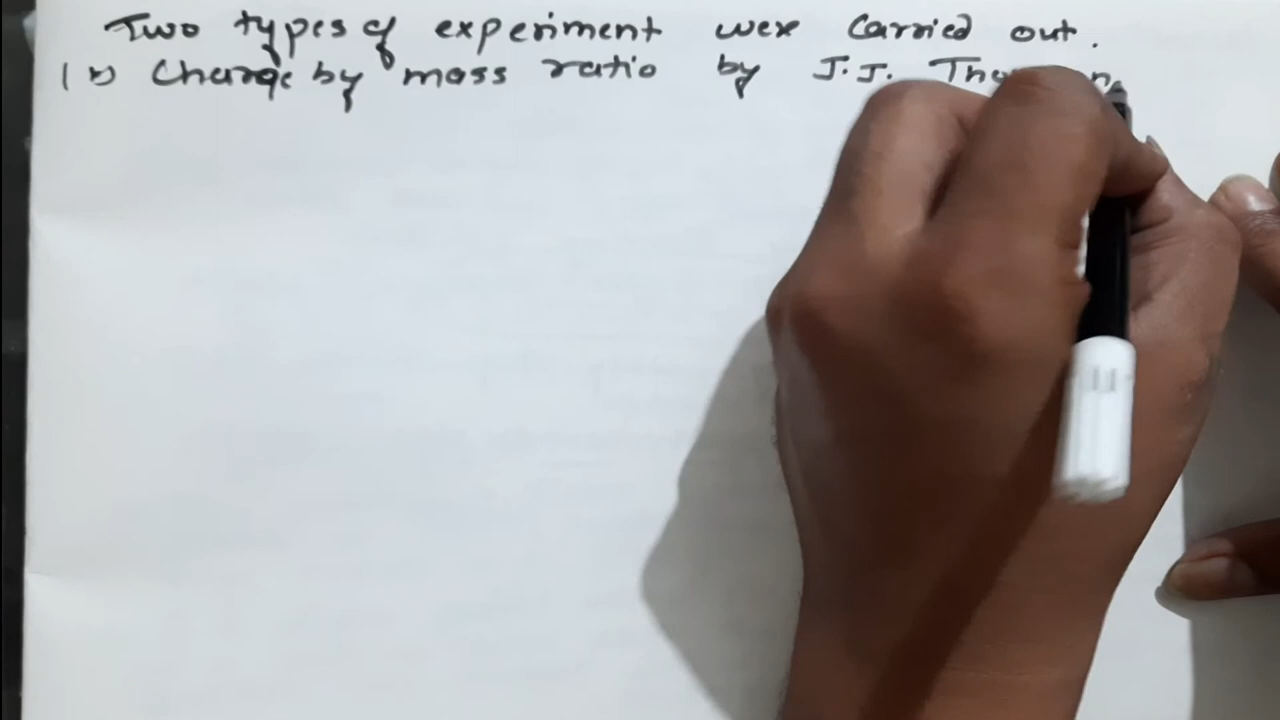 Two types of experiment were carried out.
1) Charge by mass ratio by J.J.